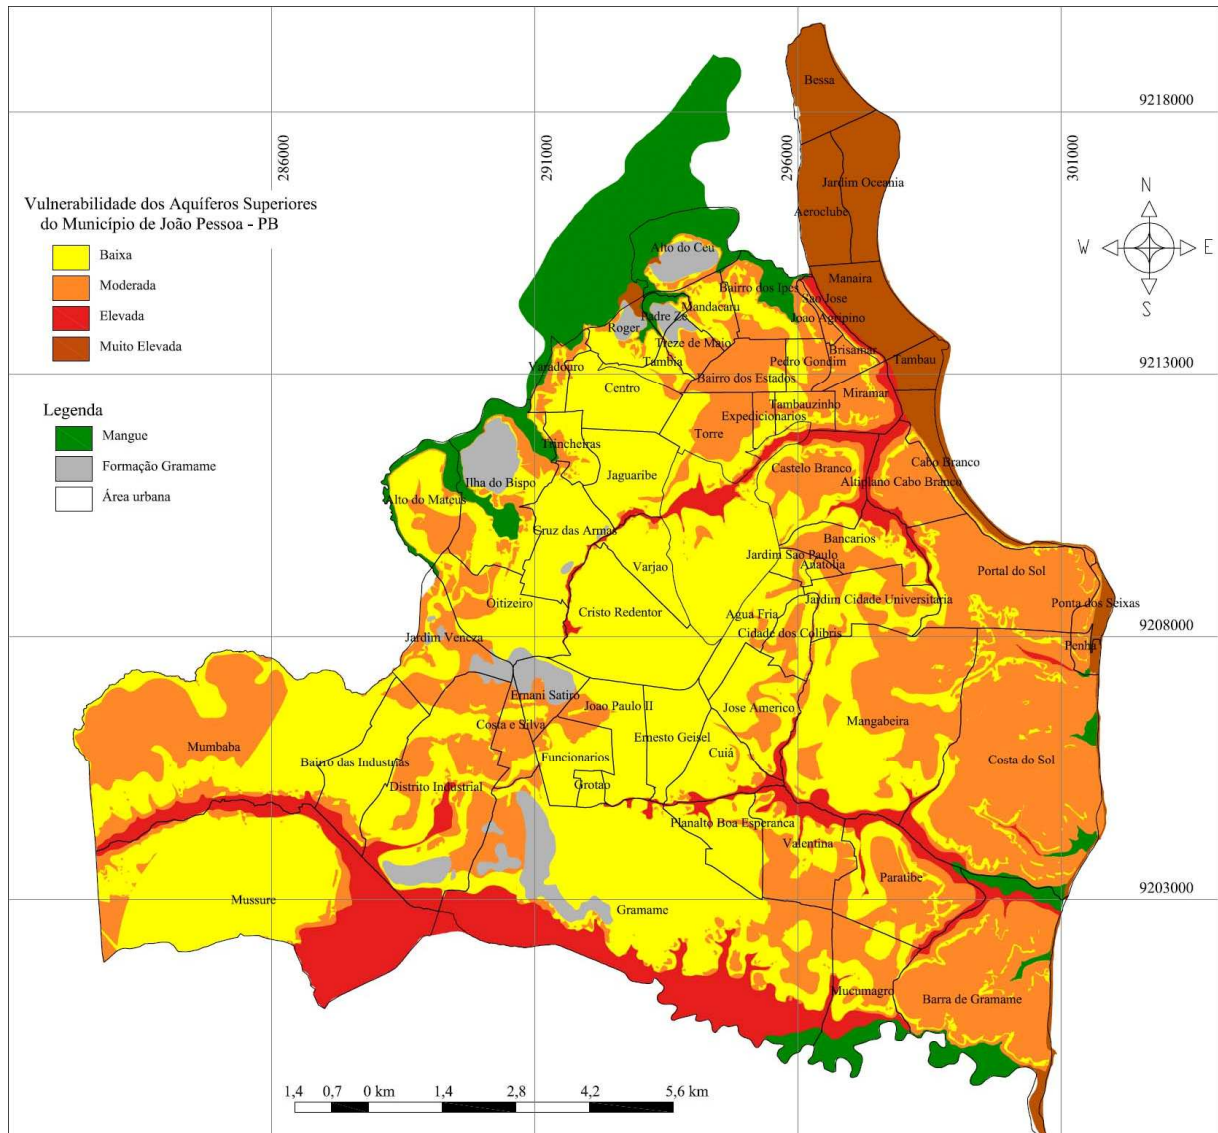 Bessa
9218000
286000
291000
296000
301000
Jardim Oceania
Aeroclube
N
W
E
S
Vulnerabilidade dos Aquíferos Superiores
do Município de João Pessoa - PB
Baixa
Moderada
Elevada
Muito Elevada
Legenda
Mangue
Formação Gramame
Área urbana
Alto do Ceu
Manaira
Bairro dos Ipes
Sao Jose
Mandacaru
Padre Ze
Joao Agripino
Roger
Treze de Maio
Brisamar
Tambau
Tambia
Pedro Gondim
9213000
Varadouro
Bairro dos Estados
Centro
Miramar
Tambauzinho
Expedicionarios
Torre
Trincheiras
Cabo Branco
Castelo Branco
Jaguaribe
Altiplano Cabo Branco
Ilha do Bispo
Alto do Mateus
Cruz das Armas
Bancarios
Jardim Sao Paulo
Anatolia
Varjao
Portal do Sol
Oitizeiro
Jardim Cidade Universitaria
Ponta dos Seixas
Cristo Redentor
Agua Fria
Cidade dos Colibris
9208000
Jardim Veneza
Penha
Ernani Satiro
Joao Paulo II
Jose Americo
Costa e Silva
Mangabeira
Ernesto Geisel
Mumbaba
Cuiá
Bairro das Industrias
Funcionarios
Costa do Sol
Distrito Industrial
Grotao
Planalto Boa Esperanca
Valentina
Paratibe
9203000
Mussure
Gramame
Mucumagro
Barra de Gramame
1,4 0,7 0 km 1,4 2,8 4,2 5,6 km